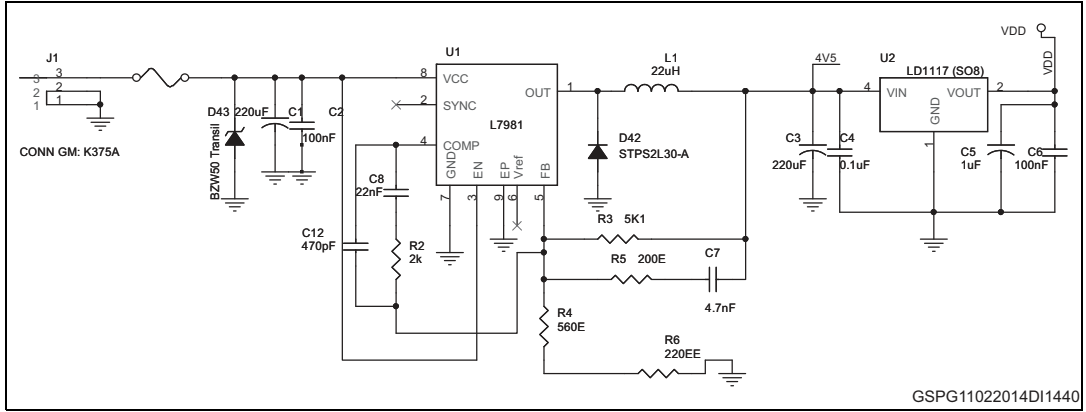 VDD
J1
U1
L1
22uH
4V5
U2
LD1117 (SO8)
VDD
3
3
2
2
1
1
8
VCC
OUT
1
4
VIN
VOUT
2
GND
1
D43
220uF
C1
C2
100nF
2
SYNC
L7981
BZW50 Transil
CONN GM: K375A
4
COMP
GND
EN
EP
Vref
FB
7
3
9
6
5
D42
STPS2L30-A
C3
220uF
C4
0.1uF
C5
1uF
C6
100nF
C8
22nF
C12
470pF
R2
2k
R3
5K1
R5
200E
C7
4.7nF
R4
560E
R6
220EE
GSPG11022014DI1440